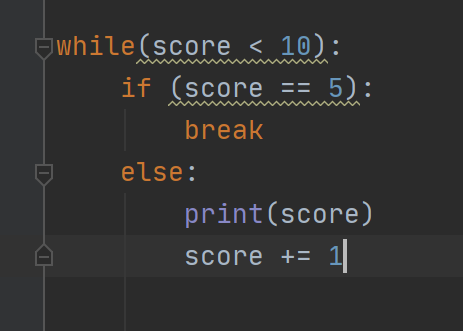 while(score < 10):
    if (score == 5):
        break
    else:
        print(score)
        score += 1